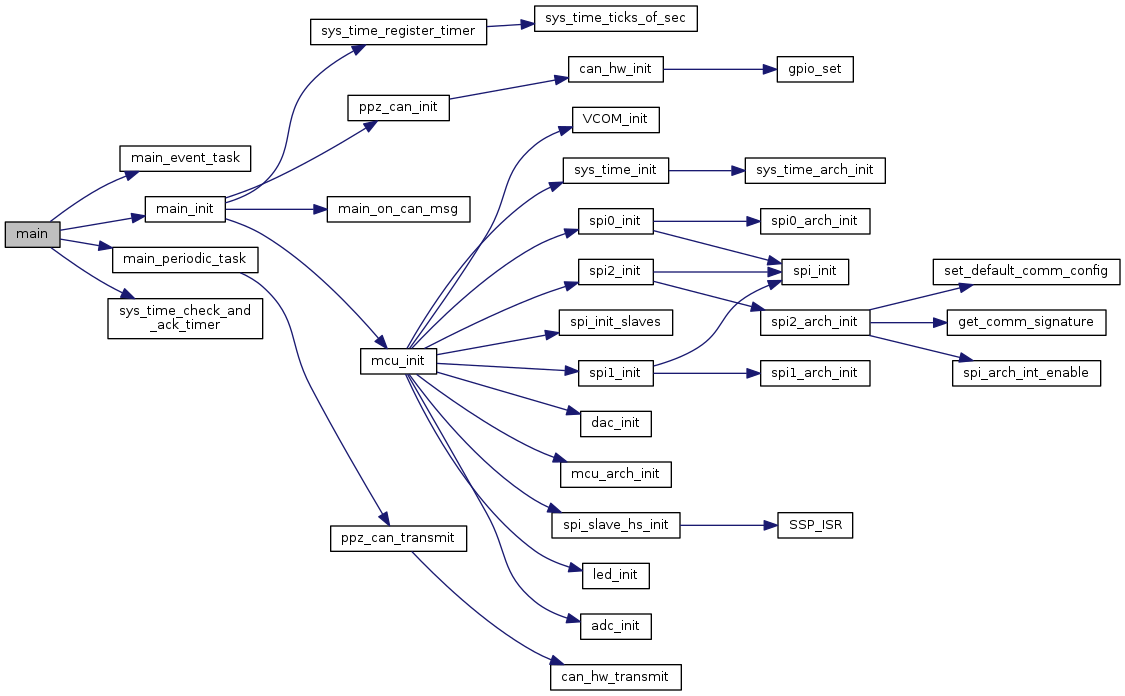 sys_time_ticks_of_sec
sys_time_register_timer
can_hw_init
gpio_set
ppz_can_init
VCOM_init
main_event_task
sys_time_init
sys_time_arch_init
main_init
main_on_can_msg
spi0_init
spi0_arch_init
main
main_periodic_task
spi2_init
spi_init
set_default_comm_config
sys_time_check_and
_ack_timer
spi_init_slaves
spi2_arch_init
get_comm_signature
mcu_init
spi1_init
spi1_arch_init
spi_arch_int_enable
dac_init
mcu_arch_init
spi_slave_hs_init
SSP_ISR
ppz_can_transmit
led_init
adc_init
can_hw_transmit